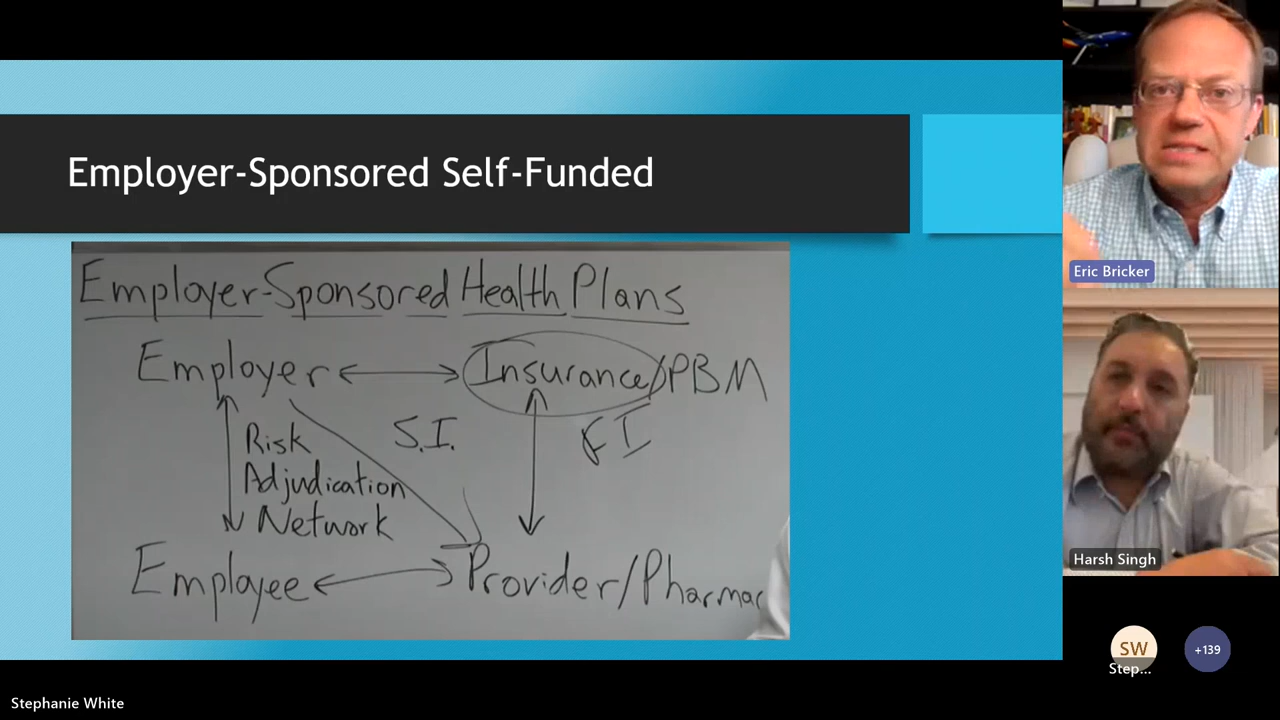 Employer-Sponsored Self-Funded
Employer-Sponsored Health Plans
Employer Insurance/PBM
Risk S.I. FI
Adjudication
Network
Employee Provider/Pharmac
Eric Bricker
Harsh Singh
SW
Step...
+139
Stephanie White